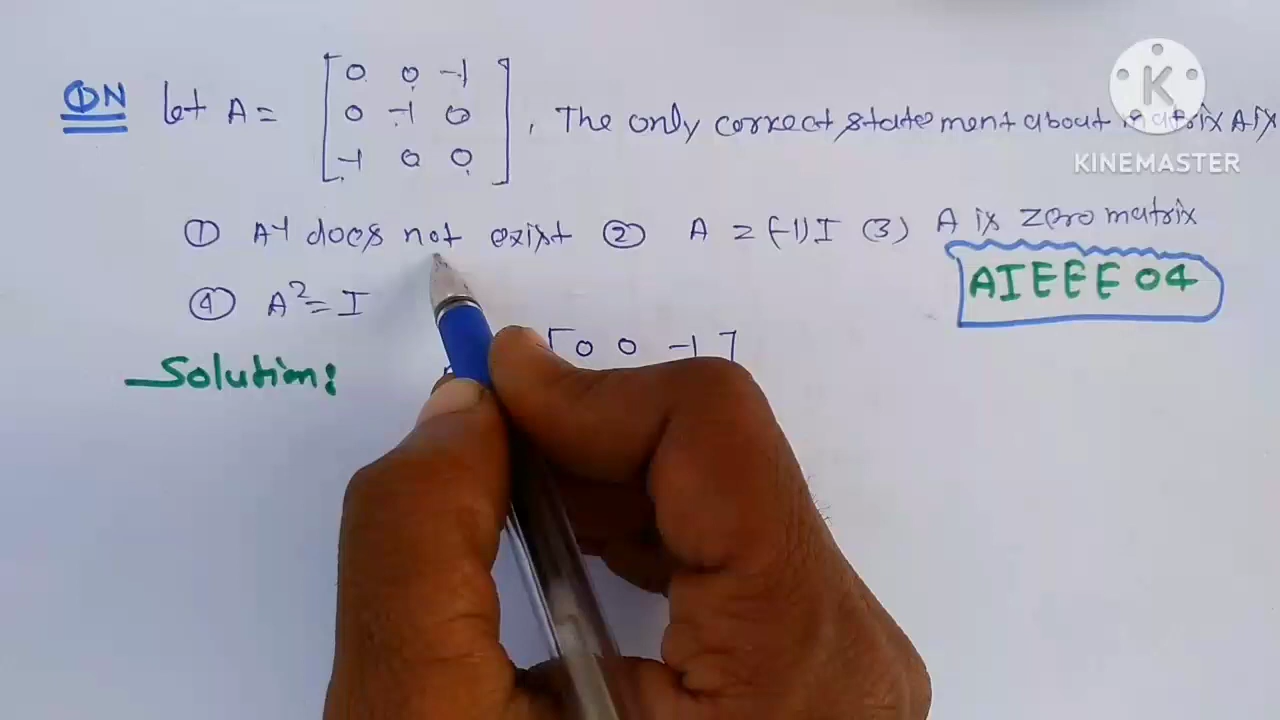 QN Let A = [ 0 0 -1
0 -1 0
-1 0 0 ] . The only correct statement about matrix A is
① A-1 does not exist ② A = (-1)I (3) A is zero matrix
④ A² = I
AIEEE 04
Solution:
[ 0 0 -1 ]
KINEMASTER